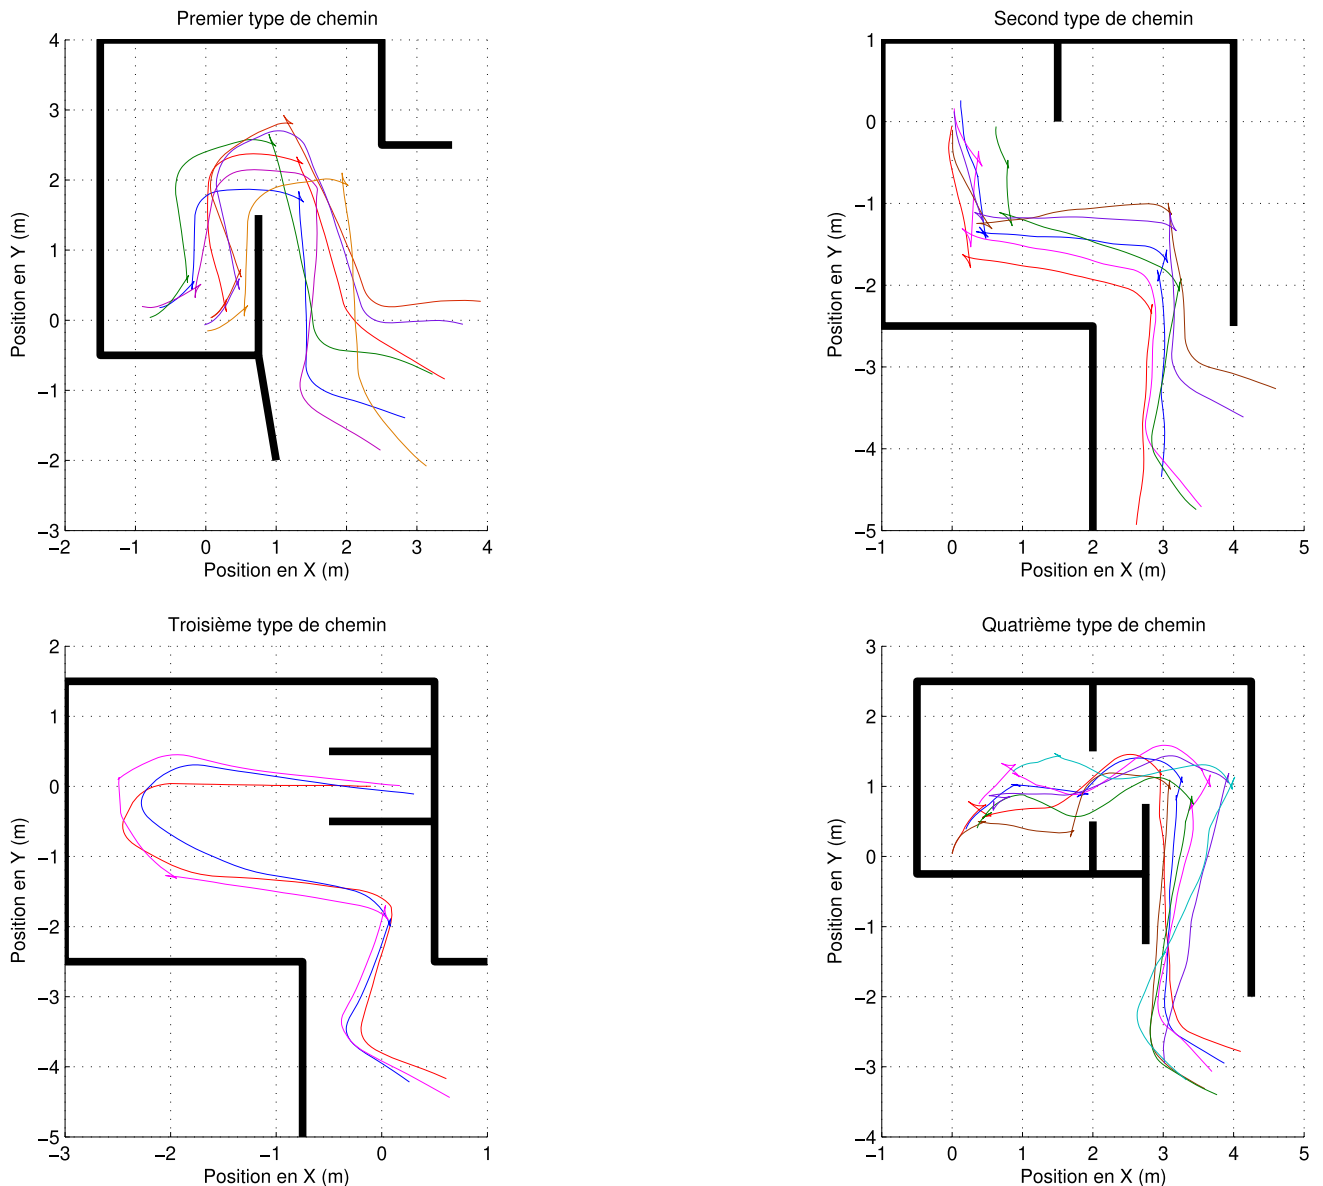 Premier type de chemin
4
3
2
1
0
−1
−2
−3
Position en Y (m)
−2 −1 0 1 2 3 4
Position en X (m)
Second type de chemin
1
0
−1
−2
−3
−4
−5
Position en Y (m)
−1 0 1 2 3 4 5
Position en X (m)
Troisième type de chemin
2
1
0
−1
−2
−3
−4
−5
Position en Y (m)
−3 −2 −1 0 1
Position en X (m)
Quatrième type de chemin
3
2
1
0
−1
−2
−3
−4
Position en Y (m)
−1 0 1 2 3 4 5
Position en X (m)